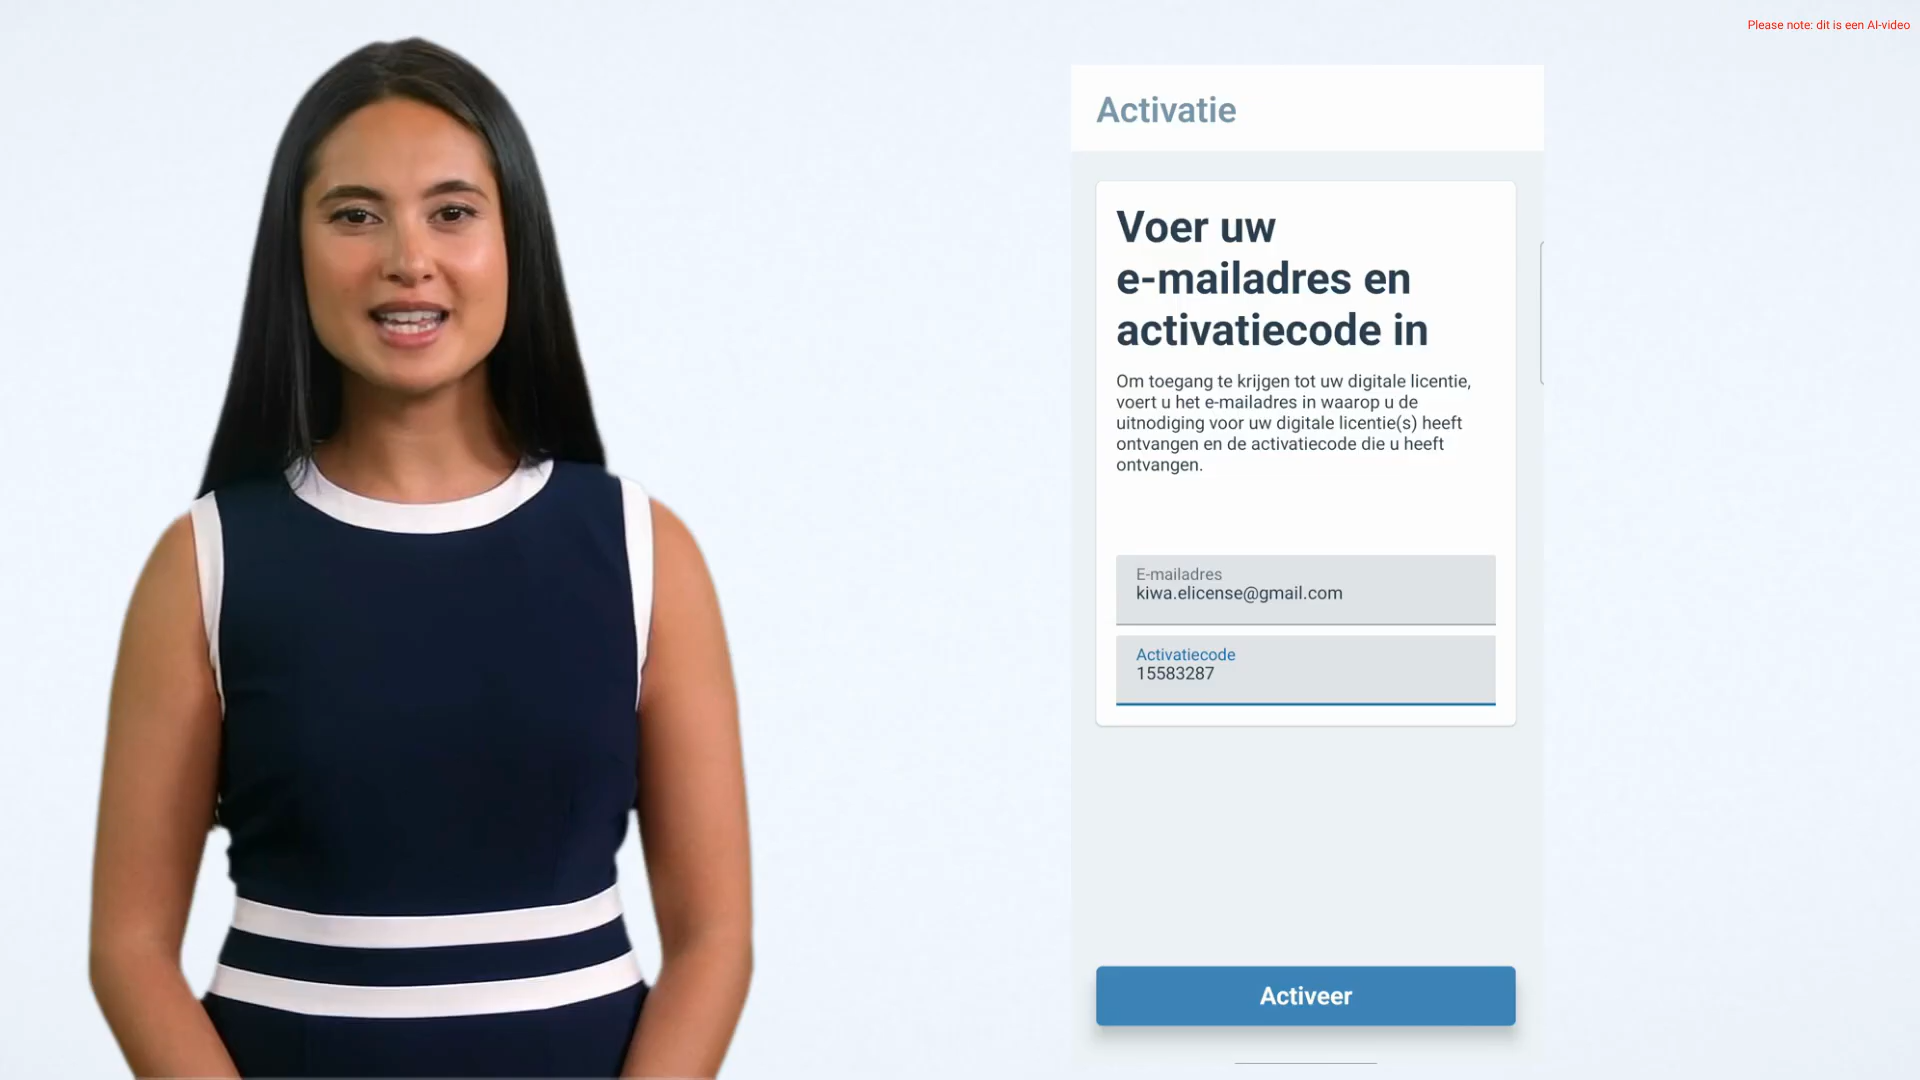 Please note: dit is een AI-video
Activatie
Voer uw
e-mailadres en
activatiecode in
Om toegang te krijgen tot uw digitale licentie,
voert u het e-mailadres in waarop u de
uitnodiging voor uw digitale licentie(s) heeft
ontvangen en de activatiecode die u heeft
ontvangen.
E-mailadres
kiwa.elicense@gmail.com
Activatiecode
15583287
Activeer